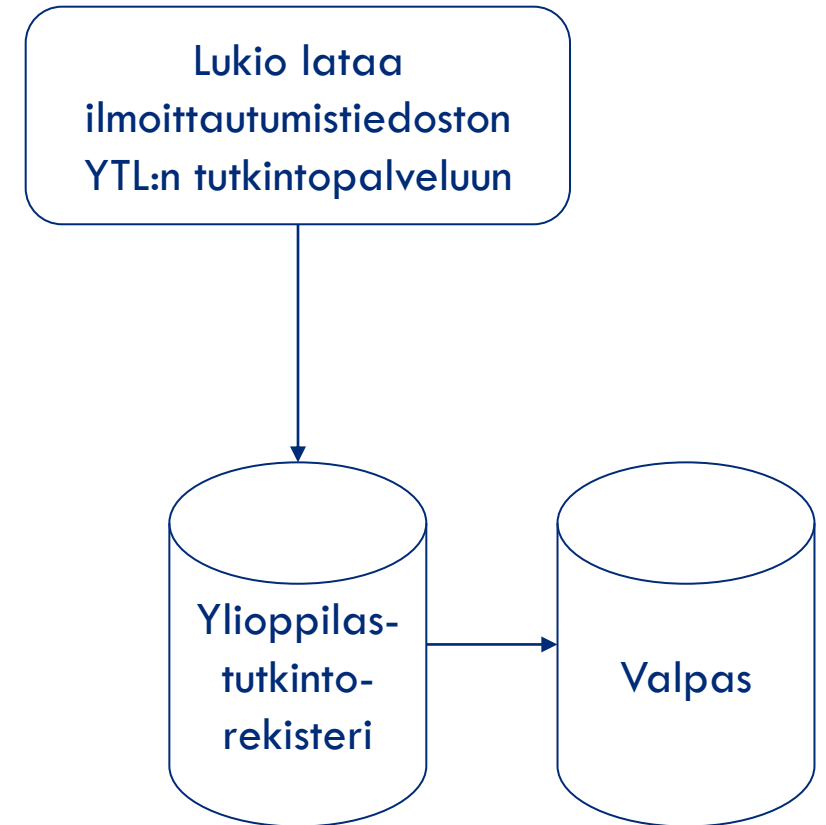 Lukio lataa
ilmoittautumistiedoston
YTL:n tutkintopalveluun
Ylioppilas-
tutkinto-
rekisteri
Valpas